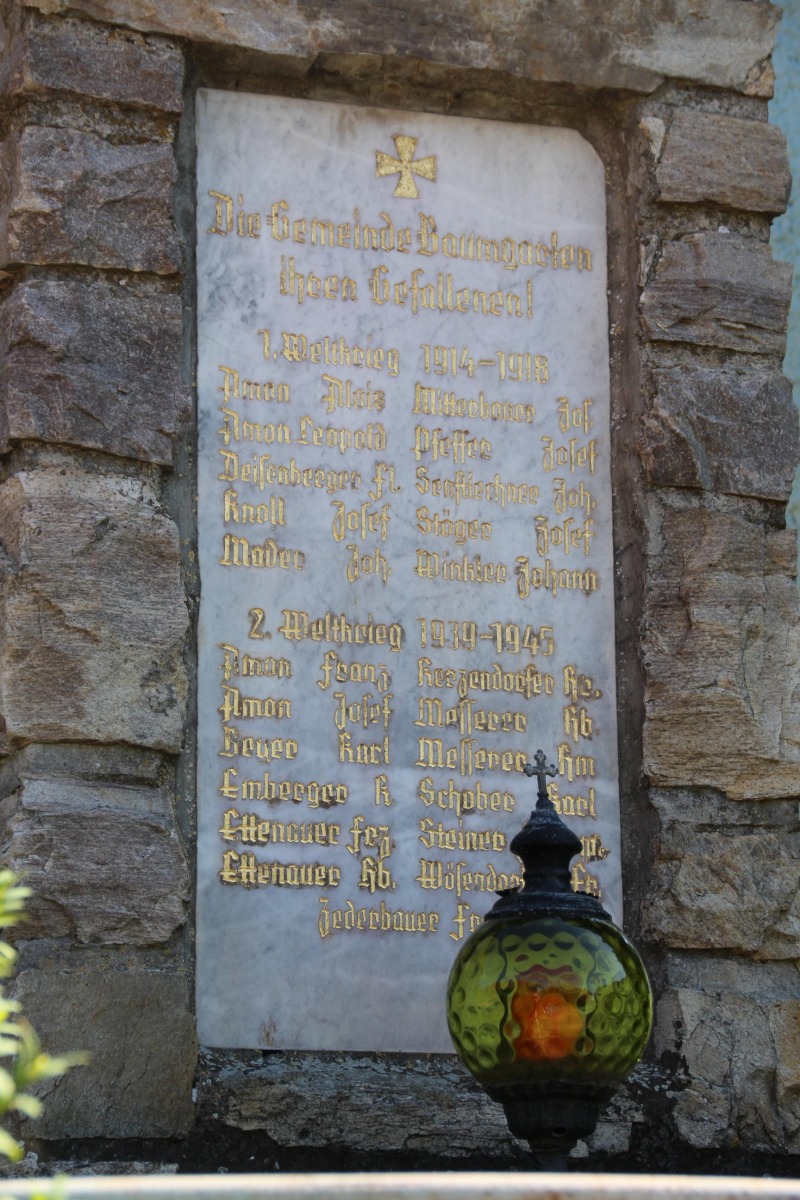 Die Gemeinde Baumgarten
ihren Gefallenen!
1. Weltkrieg 1914-1918
Amon Alois Mitterbauer Jos.
Amon Leopold Pfeffer Josef
Deisenberger fl. Senftlechner Joh.
Knoll Josef Stöger Josef
Mader Joh. Winkler Johann
2. Weltkrieg 1939-1945
Amon Franz Kerzendorfer
Amon Josef Messerer Rb.
Beyer Karl Messerer Hm
Emberger K. Schober Karl
Ettenauer frz. Steiner
Ettenauer Rb.
Zederbauer